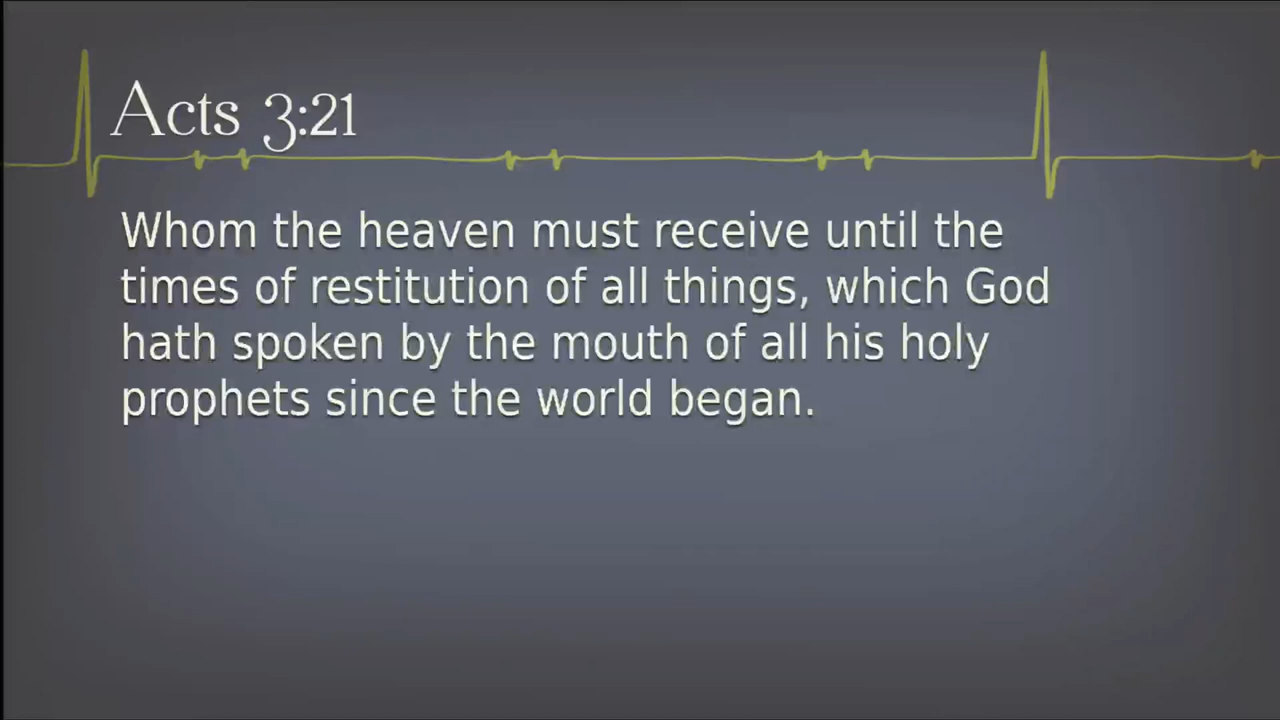 Acts 3:21
Whom the heaven must receive until the
times of restitution of all things, which God
hath spoken by the mouth of all his holy
prophets since the world began.